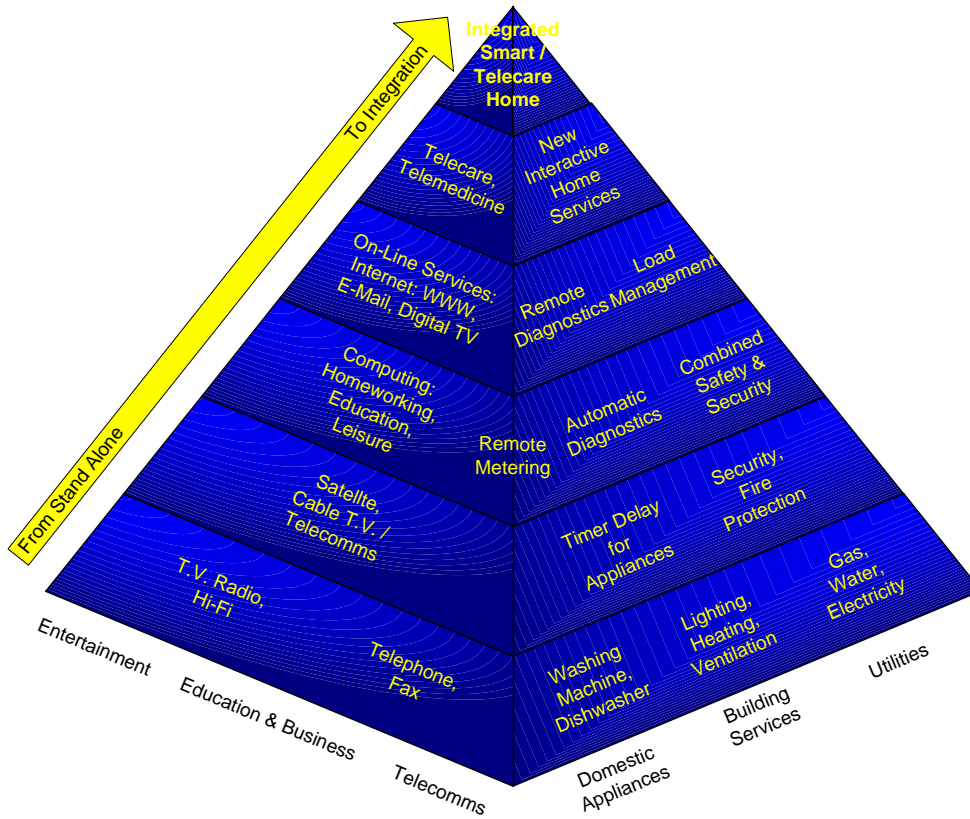 Integrated
Smart /
Telecare
Home
To Integration
From Stand Alone
Telecare,
Telemedicine
New
Interactive
Home
Services
On-Line Services:
Internet: WWW,
E-Mail, Digital TV
Remote
Diagnostics
Load
Management
Computing:
Homeworking,
Education,
Leisure
Remote
Metering
Automatic
Diagnostics
Combined
Safety &
Security
Satellte,
Cable T.V. /
Telecomms
Timer Delay
for
Appliances
Security,
Fire
Protection
T.V. Radio,
Hi-Fi
Telephone,
Fax
Washing
Machine,
Dishwasher
Lighting,
Heating,
Ventilation
Gas,
Water,
Electricity
Entertainment
Education & Business
Telecomms
Domestic
Appliances
Building
Services
Utilities